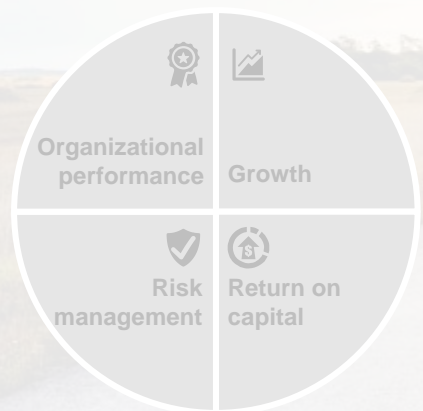 Organizational
performance
Growth
Risk
management
Return on
capital